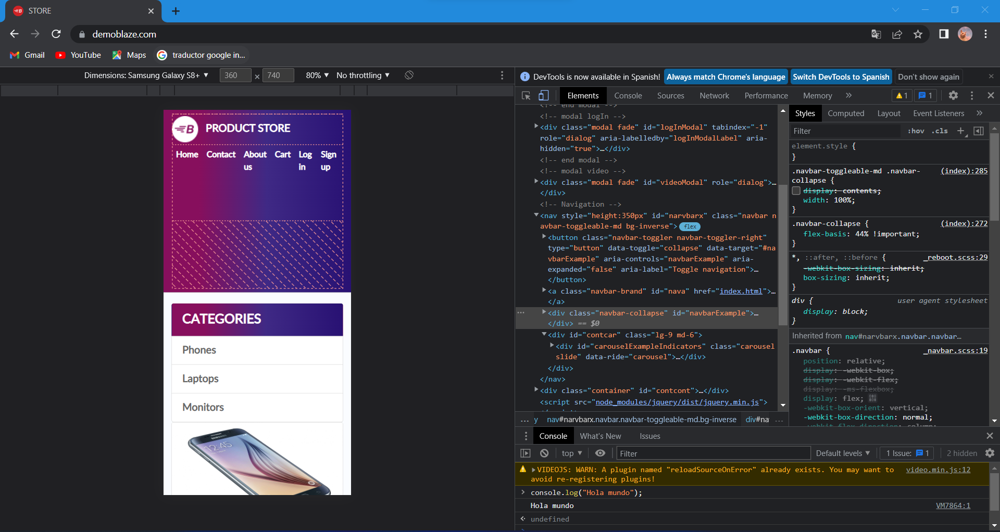 STORE
demoblaze.com
Gmail YouTube Maps traductor google in...
Dimensions: Samsung Galaxy S8+ ▼ 360 × 740 80% ▼ No throttling ▼
B PRODUCT STORE
Home Contact About us Cart Log in Sign up
CATEGORIES
Phones
Laptops
Monitors
12:45
DevTools is now available in Spanish! Always match Chrome's language Switch DevTools to Spanish Don't show again
Elements Console Sources Network Performance Memory » 1 1
<!-- end modal -->
<!-- modal logIn -->
<div class="modal fade" id="logInModal" tabindex="-1"
role="dialog" aria-labelledby="logInModalLabel" aria-
hidden="true">…</div>
<!-- end modal -->
<!-- modal video -->
<div class="modal fade" id="videoModal" role="dialog">…
</div>
<!-- Navigation -->
<nav style="height:350px" id="narvbarx" class="navbar n
avbar-toggleable-md bg-inverse"> flex
<button class="navbar-toggler navbar-toggler-right"
type="button" data-toggle="collapse" data-target="#na
vbarExample" aria-controls="navbarExample" aria-
expanded="false" aria-label="Toggle navigation">…
</button>
<a class="navbar-brand" id="nava" href="index.html">…
</a>
<div class="navbar-collapse" id="navbarExample">…
</div> == $0
<div id="contcar" class="lg-9 md-6">
<div id="carouselExampleIndicators" class="carousel
slide" data-ride="carousel">…</div>
</div>
</nav>
<div class="container" id="contcont">…</div>
<script src="node_modules/jquery/dist/jquery.min.js">
... y nav#narvbarx.navbar.navbar-toggleable-md.bg-inverse div#na ...
Styles Computed Layout Event Listeners »
Filter :hov .cls +
element.style {
}
.navbar-toggleable-md .navbar- (index):285
collapse {
display: contents;
width: 100%;
}
.navbar-collapse { (index):272
flex-basis: 44% !important;
}
*, ::after, ::before { _reboot.scss:29
-webkit-box-sizing: inherit;
box-sizing: inherit;
}
div { user agent stylesheet
display: block;
}
Inherited from nav#narvbarx.navbar.navbar…
.navbar { _navbar.scss:19
position: relative;
display: -webkit-box;
display: -webkit-flex;
display: -ms-flexbox;
display: flex;
-webkit-box-orient: vertical;
-webkit-box-direction: normal;
-webkit-flex-direction: column;
Console What's New Issues
top ▼ Filter Default levels ▼ 1 Issue: 1 2 hidden
VIDEOJS: WARN: A plugin named "reloadSourceOnError" already exists. You may want to video.min.js:12
avoid re-registering plugins!
console.log("Hola mundo");
Hola mundo VM7864:1
undefined